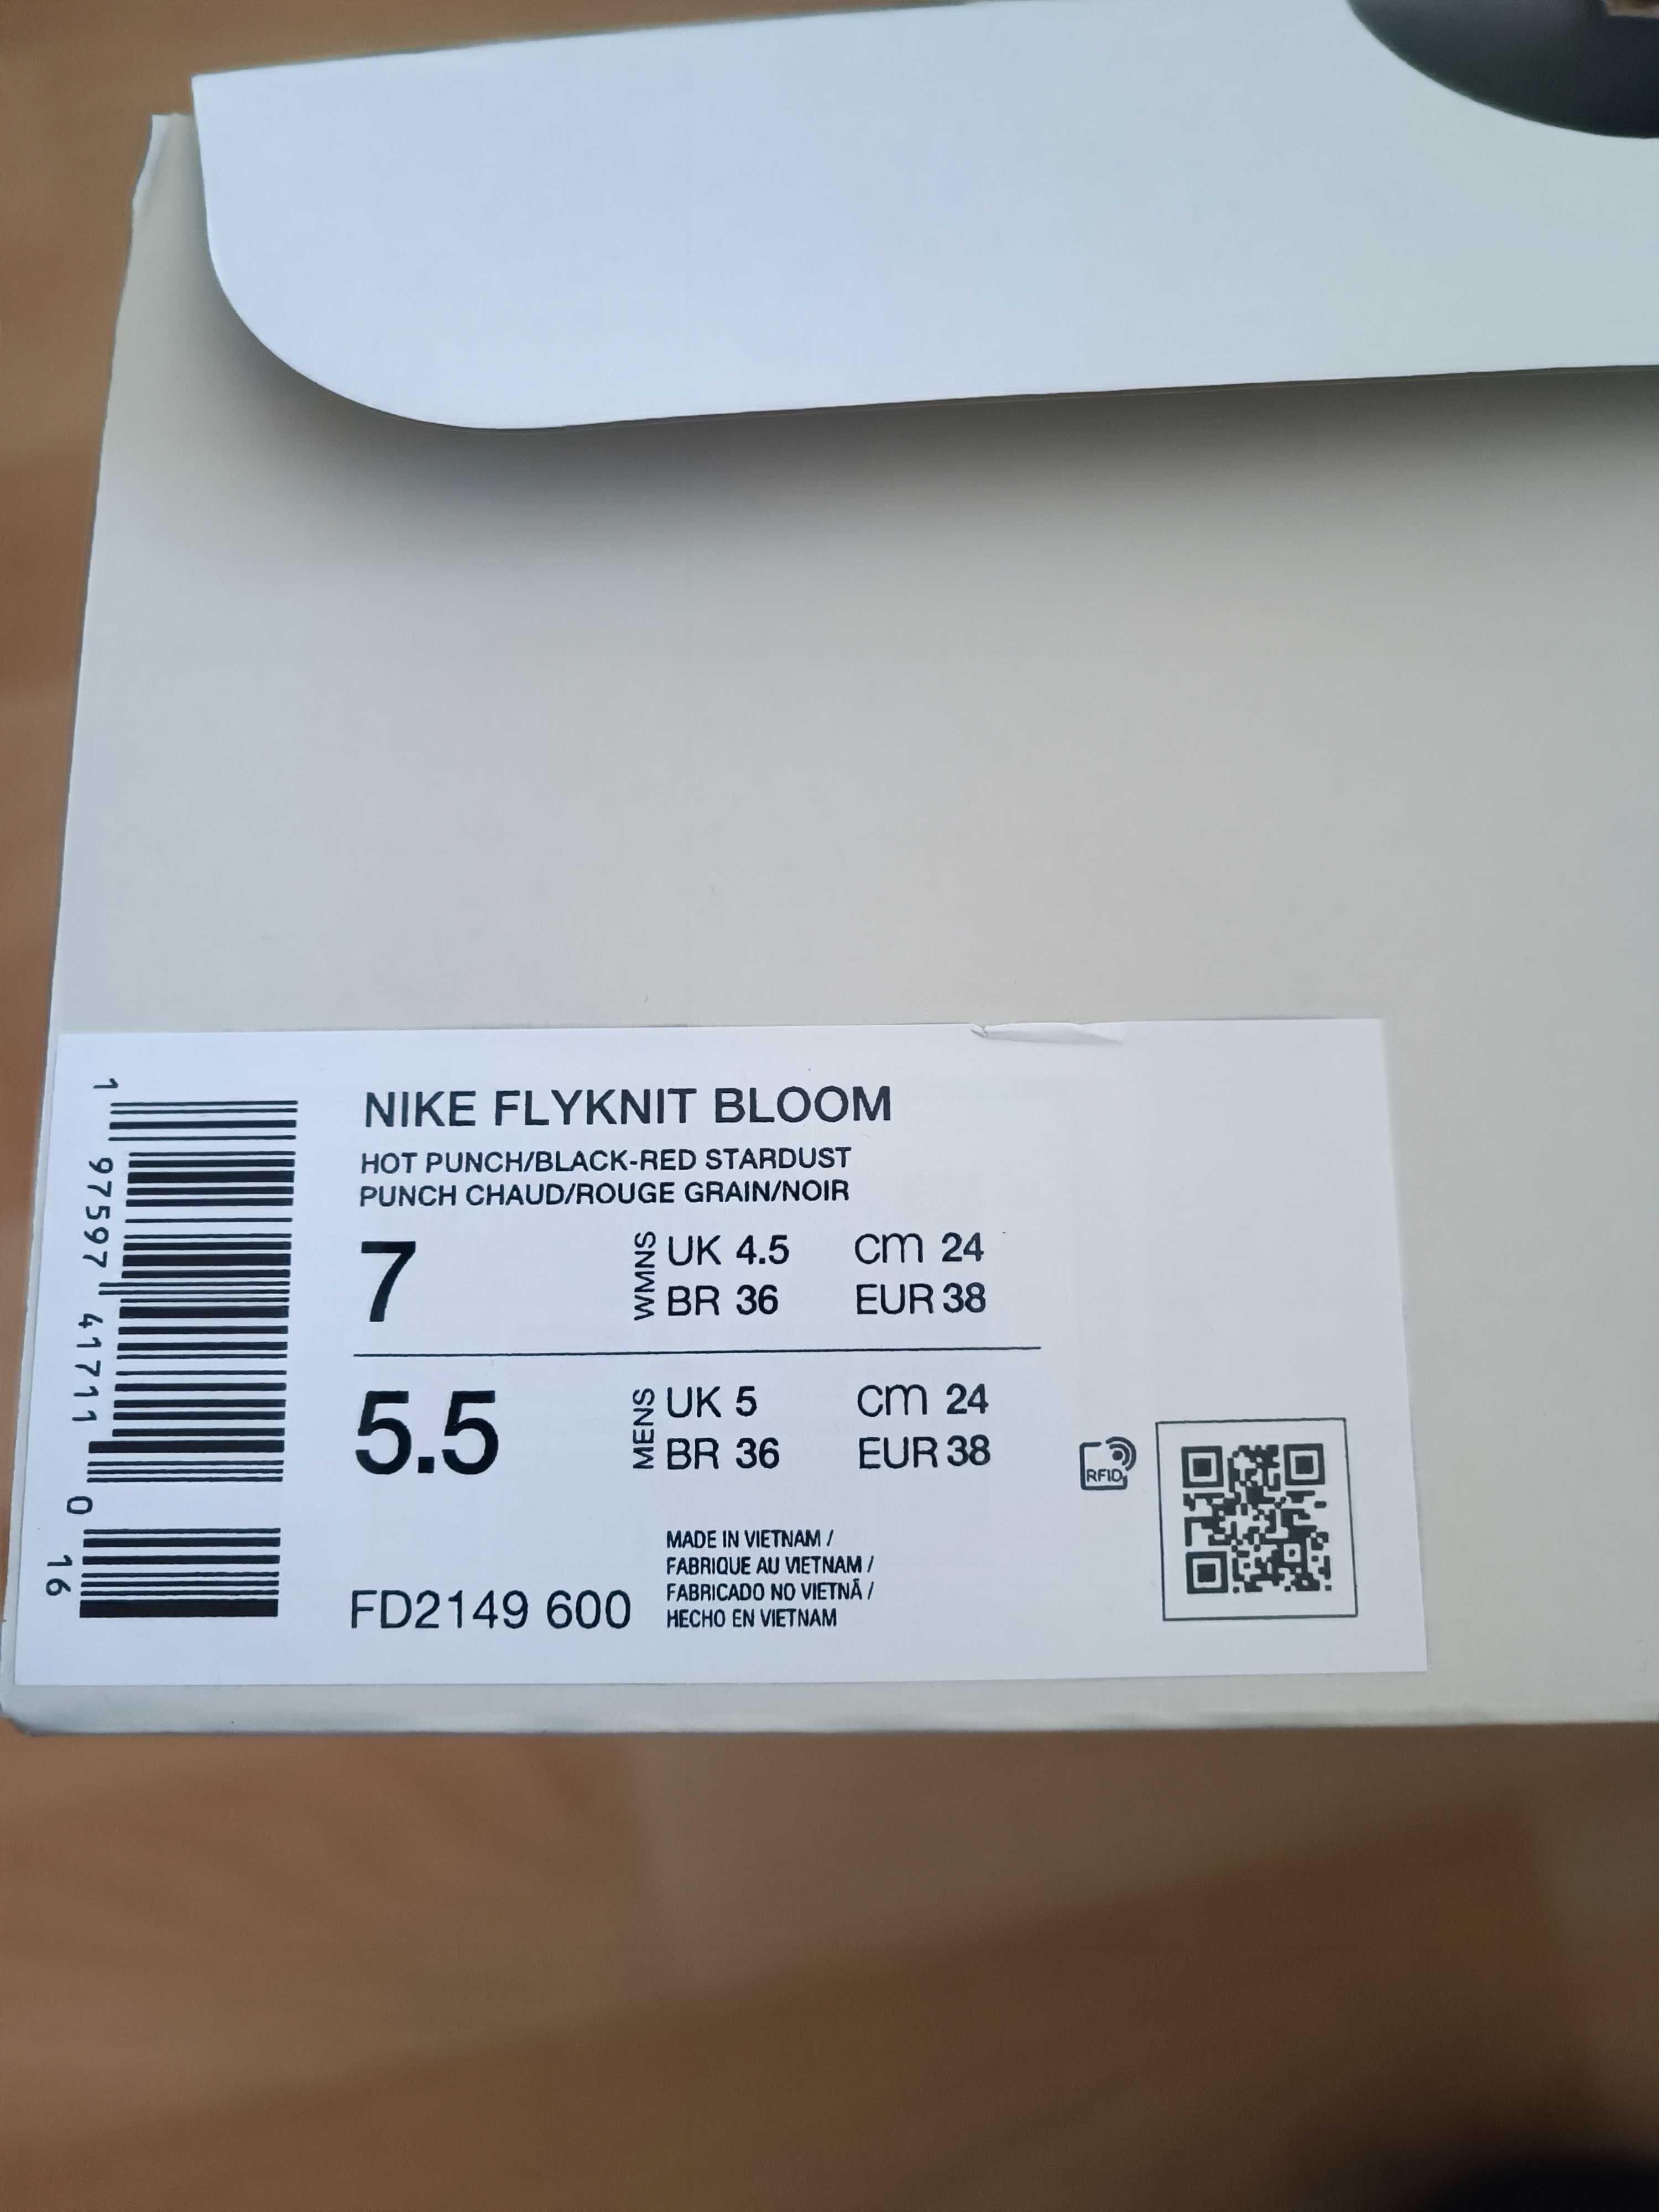 NIKE FLYKNIT BLOOM
HOT PUNCH/BLACK-RED STARDUST
PUNCH CHAUD/ROUGE GRAIN/NOIR
7
WMNS
UK 4.5 CM 24
BR 36 EUR 38
5.5
MENS
UK 5 CM 24
BR 36 EUR 38
RFID
MADE IN VIETNAM /
FABRIQUE AU VIETNAM /
FABRICADO NO VIETNÃ /
HECHO EN VIETNAM
FD2149 600
1 97597 41711 0 16